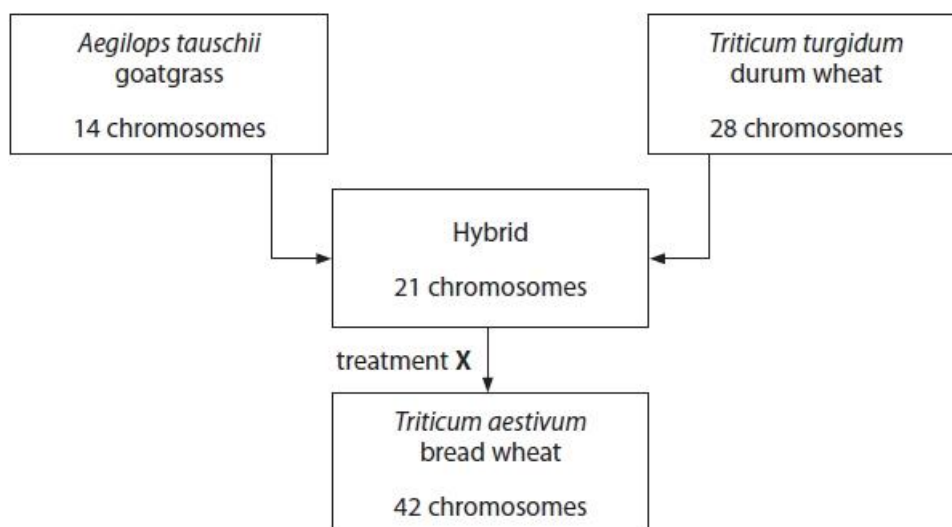 Aegilops tauschii
goatgrass
14 chromosomes
Triticum turgidum
durum wheat
28 chromosomes
Hybrid
21 chromosomes
treatment X
Triticum aestivum
bread wheat
42 chromosomes